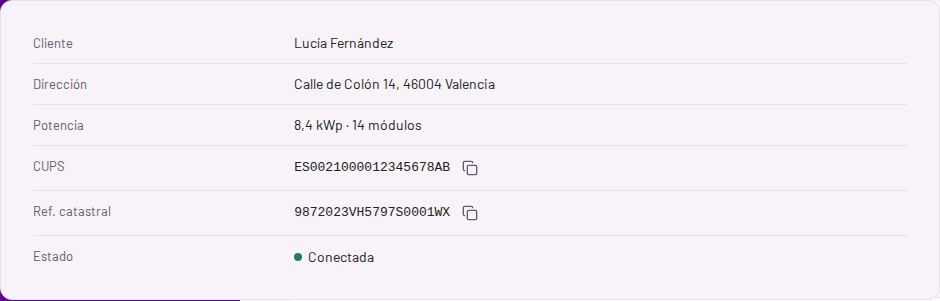 Cliente Lucía Fernández
Dirección Calle de Colón 14, 46004 Valencia
Potencia 8,4 kWp · 14 módulos
CUPS ES0021000012345678AB
Ref. catastral 9872023VH5797S0001WX
Estado Conectada